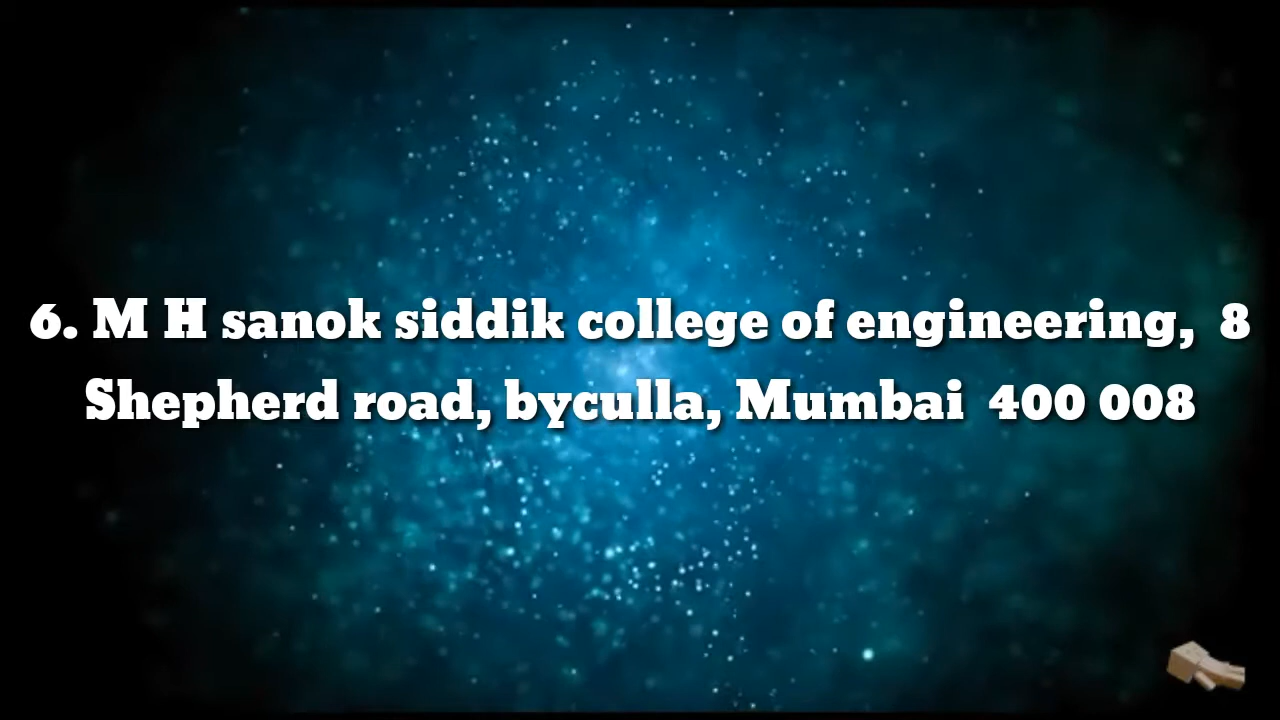 6. M H sanok siddik college of engineering, 8
Shepherd road, byculla, Mumbai 400 008